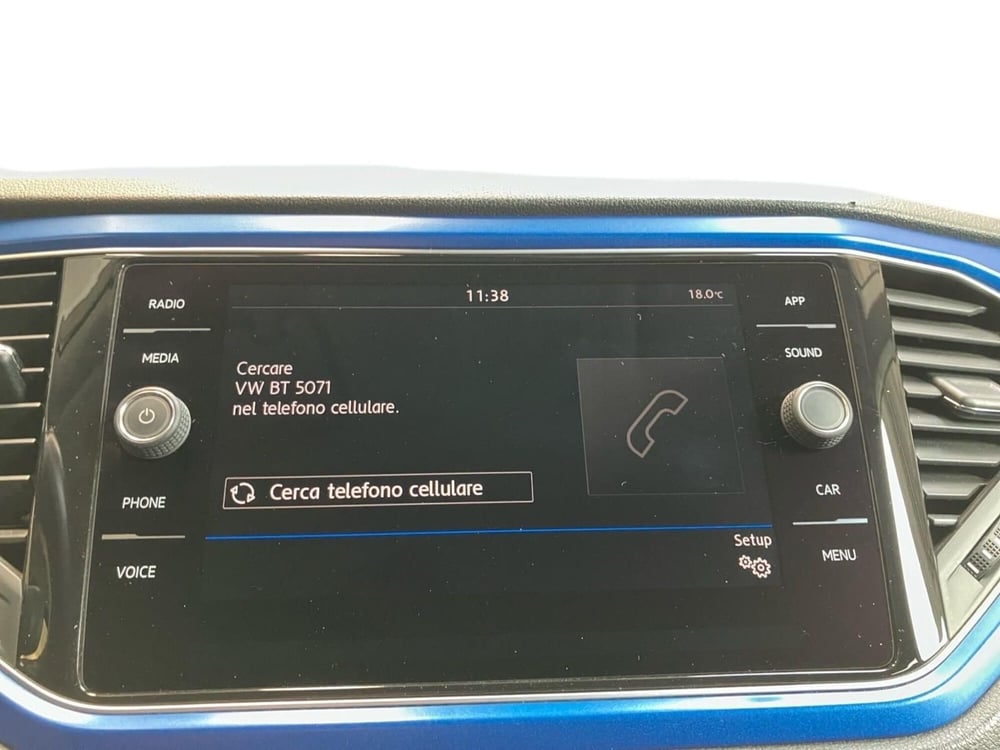 11:38
18.0°C
RADIO
MEDIA
PHONE
VOICE
Cercare
VW BT 5071
nel telefono cellulare.
Cerca telefono cellulare
Setup
APP
SOUND
CAR
MENU